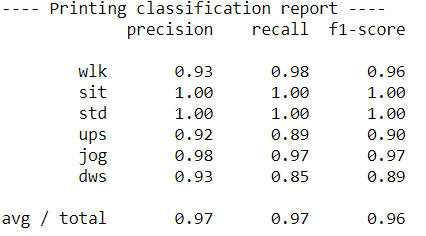 ---- Printing classification report ----
precision recall f1-score
wlk 0.93 0.98 0.96
sit 1.00 1.00 1.00
std 1.00 1.00 1.00
ups 0.92 0.89 0.90
jog 0.98 0.97 0.97
dws 0.93 0.85 0.89
avg / total 0.97 0.97 0.96